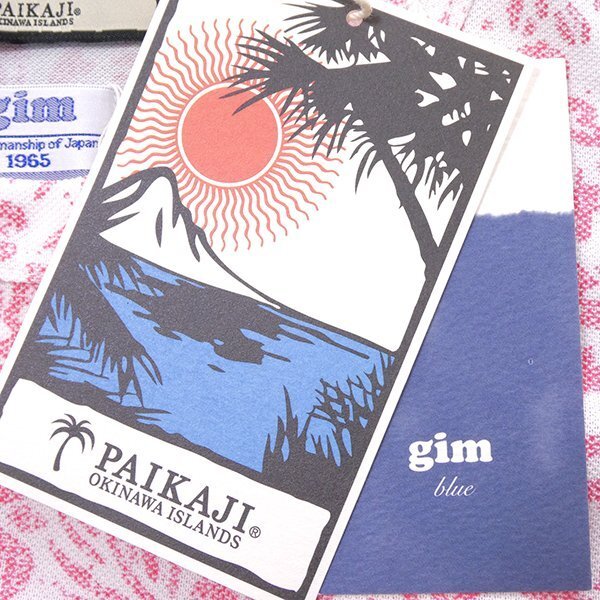 PAIKAJI
OKINAWA ISLANDS
gim
manship of Japan
1965
PAIKAJI®
OKINAWA ISLANDS
gim
blue